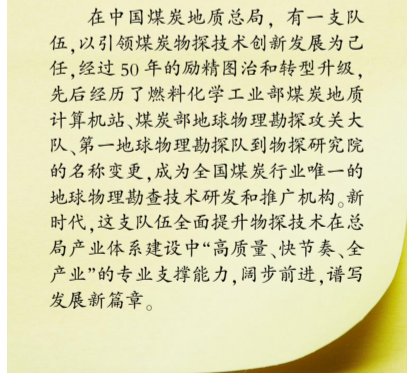 在中国煤炭地质总局，有一支队
伍，以引领煤炭物探技术创新发展为己
任，经过50年的励精图治和转型升级，
先后经历了燃料化学工业部煤炭地质
计算机站、煤炭部地球物理勘探攻关大
队、第一地球物理勘探队到物探研究院
的名称变更，成为全国煤炭行业唯一的
地球物理勘查技术研发和推广机构。新
时代，这支队伍全面提升物探技术在总
局产业体系建设中“高质量、快节奏、全
产业”的专业支撑能力，阔步前进，谱写
发展新篇章。